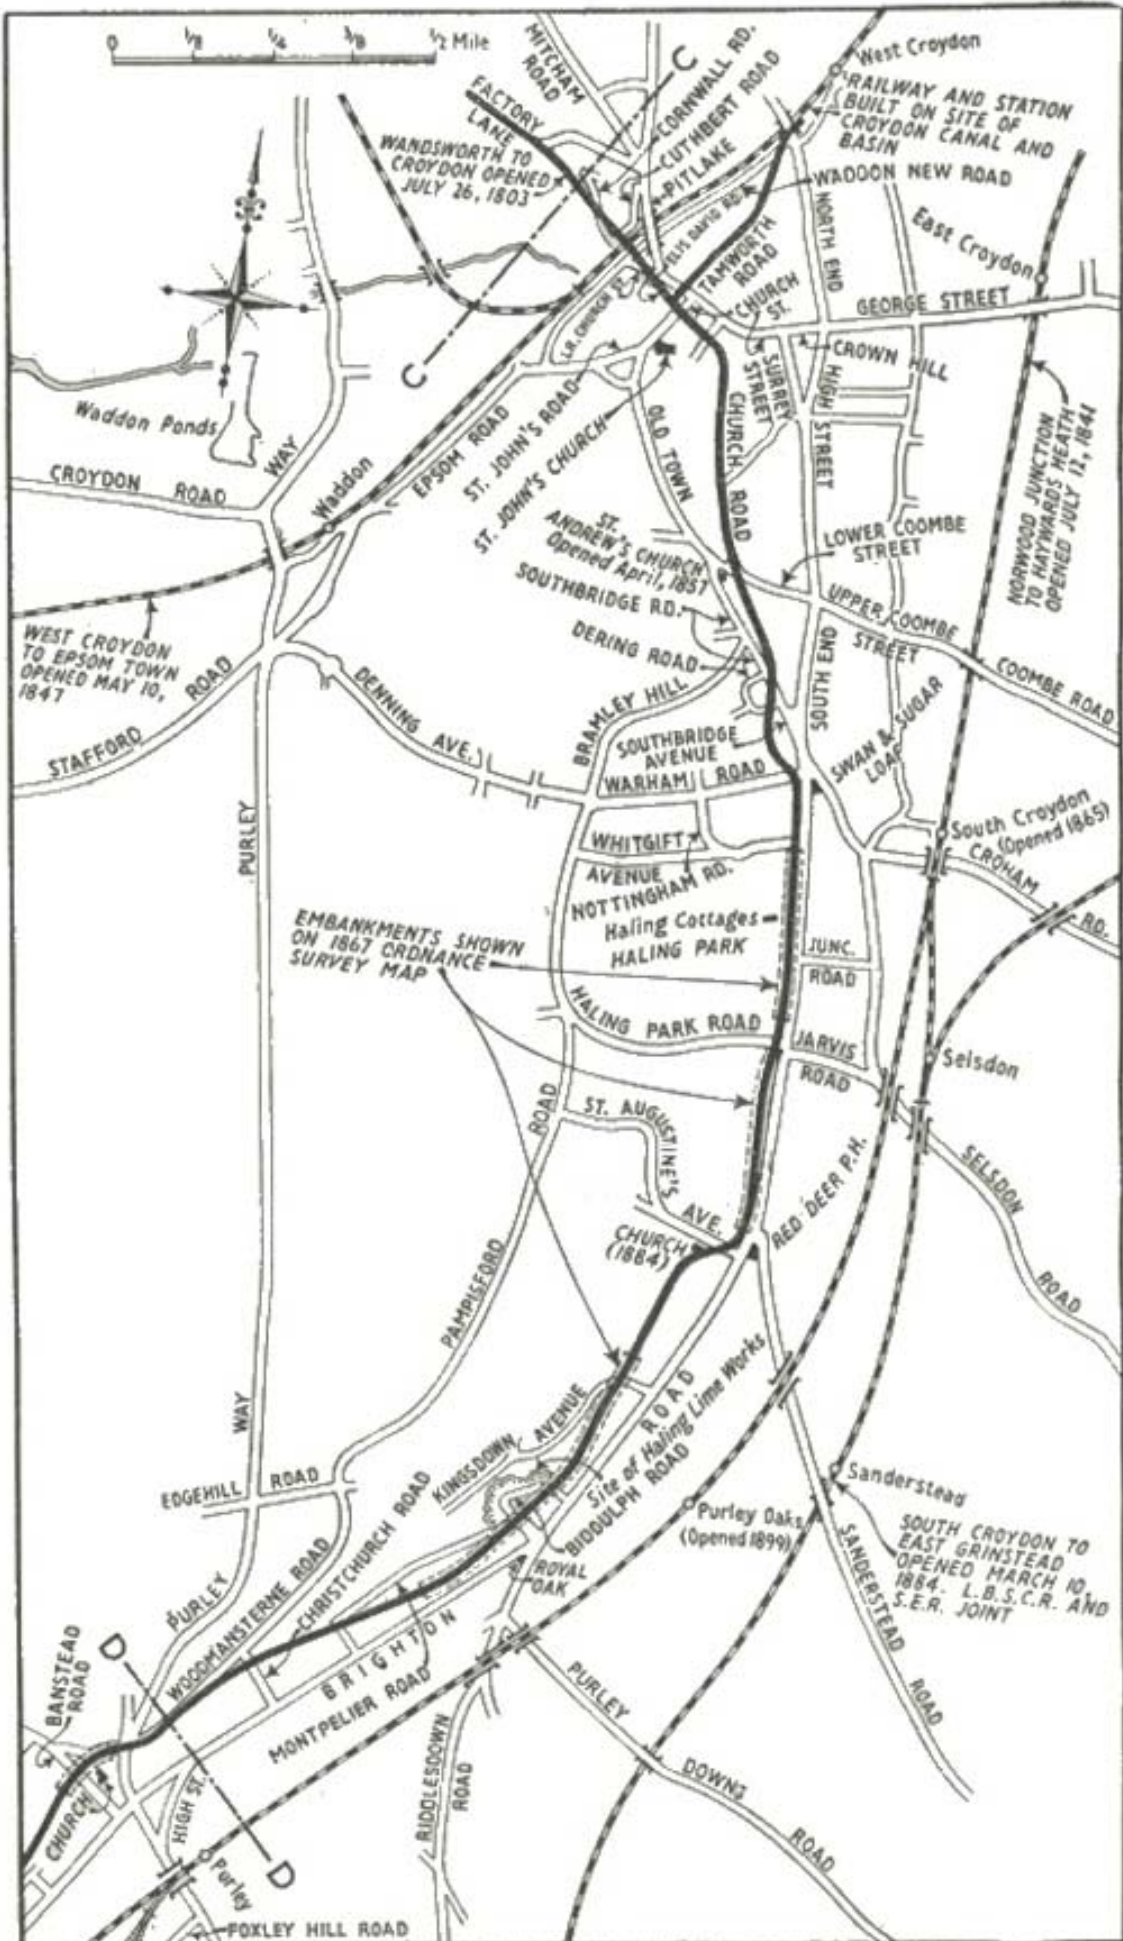 0 1/8 1/4 3/8 1/2 Mile
MITCHAM
ROAD
C
CORNWALL RD.
CUTHBERT ROAD
PITLAKE
West Croydon
RAILWAY AND STATION
BUILT ON SITE OF
CROYDON CANAL AND
BASIN
FACTORY
LANE
WANDSWORTH TO
CROYDON OPENED
JULY 26, 1803
WADDON NEW ROAD
ELIS DAVID RD.
TAMWORTH
ROAD
NORTH END
East Croydon
CHURCH
ST.
GEORGE STREET
LR. CHURCH ST.
CROWN HILL
SURREY
STREET
HIGH
STREET
C
Waddon Ponds
WAY
CROYDON ROAD
Waddon
EPSOM ROAD
ST. JOHN'S ROAD
ST. JOHN'S CHURCH
OLD TOWN
CHURCH
ROAD
NORWOOD JUNCTION
TO HAYWARDS HEATH
OPENED JULY 12, 1841
ST.
ANDREW'S CHURCH
Opened April, 1857
LOWER COOMBE
STREET
SOUTHBRIDGE RD.
UPPER COOMBE
STREET
COOMBE ROAD
DERING ROAD
WEST CROYDON
TO EPSOM TOWN
OPENED MAY 10,
1847
STAFFORD ROAD
DENNING AVE.
BRAMLEY HILL
SOUTH END
SOUTHBRIDGE
AVENUE
SWAN & SUGAR
LOAF
WARHAM ROAD
PURLEY
WHITGIFT
AVENUE
NOTTINGHAM RD.
South Croydon
(Opened 1865)
CROHAM
RD.
Haling Cottages
HALING PARK
EMBANKMENTS SHOWN
ON 1867 ORDNANCE
SURVEY MAP
JUNC.
ROAD
HALING PARK ROAD
JARVIS
ROAD
Selsdon
ROAD
ST. AUGUSTINE'S
AVE.
SELSDON
ROAD
CHURCH
(1884)
RED DEER P.H.
PAMPISFORD
WAY
ROAD
Site of Haling Lime Works
KINGSDOWN AVENUE
EDGEHILL ROAD
BIDDULPH ROAD
Purley Oaks
(Opened 1899)
Sanderstead
SOUTH CROYDON TO
EAST GRINSTEAD
OPENED MARCH 10,
1884. L.B.S.C.R. AND
S.E.R. JOINT
SANDERSTEAD
ROAD
CHRISTCHURCH ROAD
ROYAL
OAK
PURLEY
WOODMANSTERNE ROAD
BRIGHTON
MONTPELIER ROAD
BANSTEAD
ROAD
D
PURLEY
DOWNS
ROAD
RIDDLESDOWN
ROAD
CHURCH
HIGH ST.
D
Purley
FOXLEY HILL ROAD